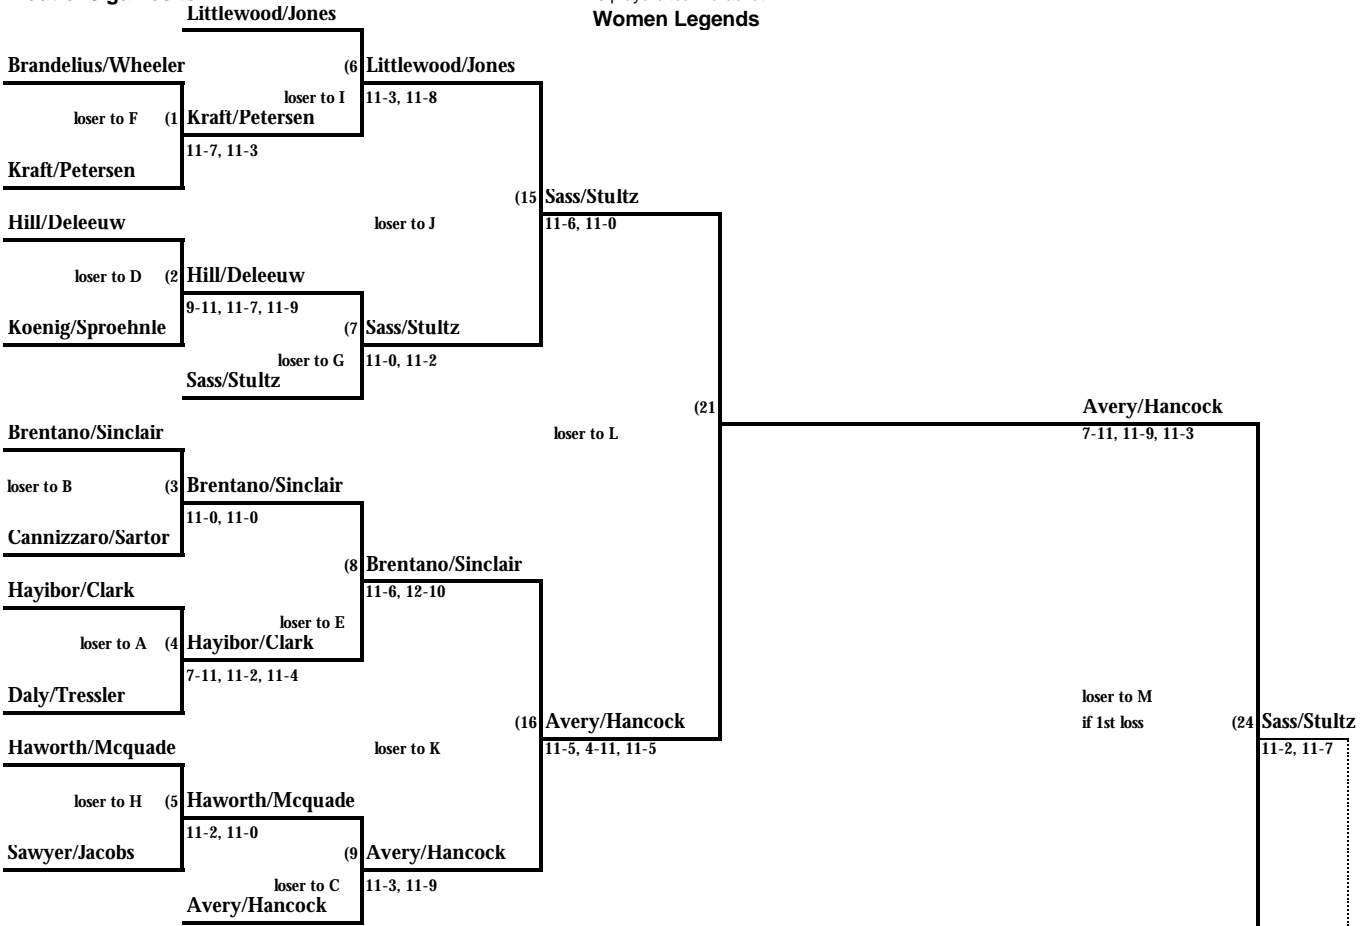 Women Legends
Littlewood/Jones
Brandelius/Wheeler
(6 Littlewood/Jones
loser to I 11-3, 11-8
loser to F (1 Kraft/Petersen
11-7, 11-3
Kraft/Petersen
(15 Sass/Stultz
Hill/Deleeuw
loser to J 11-6, 11-0
loser to D (2 Hill/Deleeuw
9-11, 11-7, 11-9
Koenig/Sproehnle
(7 Sass/Stultz
loser to G 11-0, 11-2
Sass/Stultz
(21 Avery/Hancock
Brentano/Sinclair
loser to L 7-11, 11-9, 11-3
loser to B (3 Brentano/Sinclair
11-0, 11-0
Cannizzaro/Sartor
(8 Brentano/Sinclair
Hayibor/Clark
11-6, 12-10
loser to E
loser to A (4 Hayibor/Clark
7-11, 11-2, 11-4
Daly/Tressler
loser to M
(16 Avery/Hancock
if 1st loss (24 Sass/Stultz
Haworth/Mcquade
loser to K 11-5, 4-11, 11-5
11-2, 11-7
loser to H (5 Haworth/Mcquade
11-2, 11-0
Sawyer/Jacobs
(9 Avery/Hancock
loser to C 11-3, 11-9
Avery/Hancock